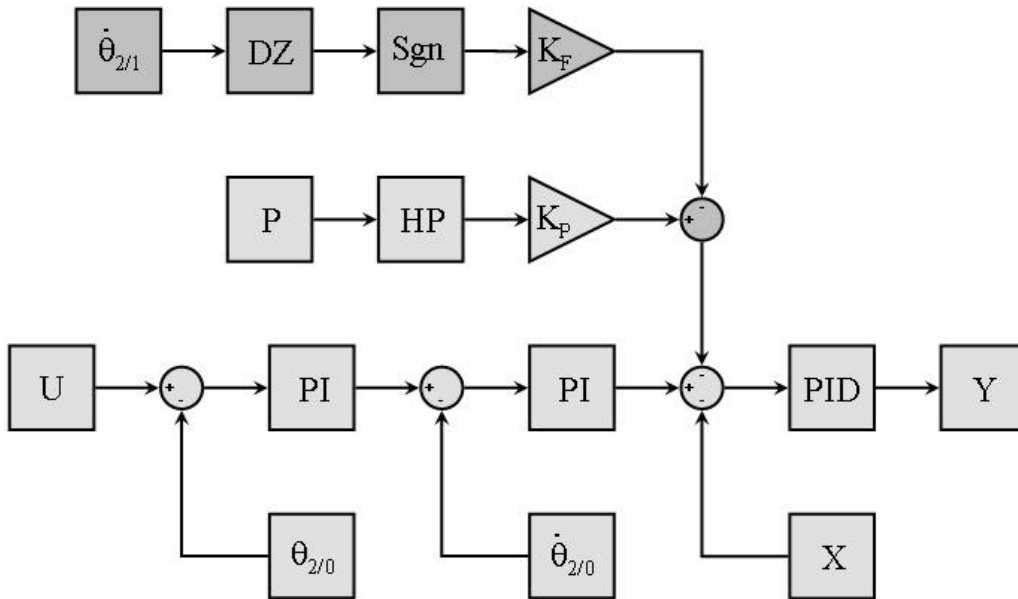 θ̇2/1
DZ
Sgn
KF
-
P
HP
KP
+
U
+
-
PI
+
-
PI
-
+
-
PID
Y
θ2/0
θ̇2/0
X